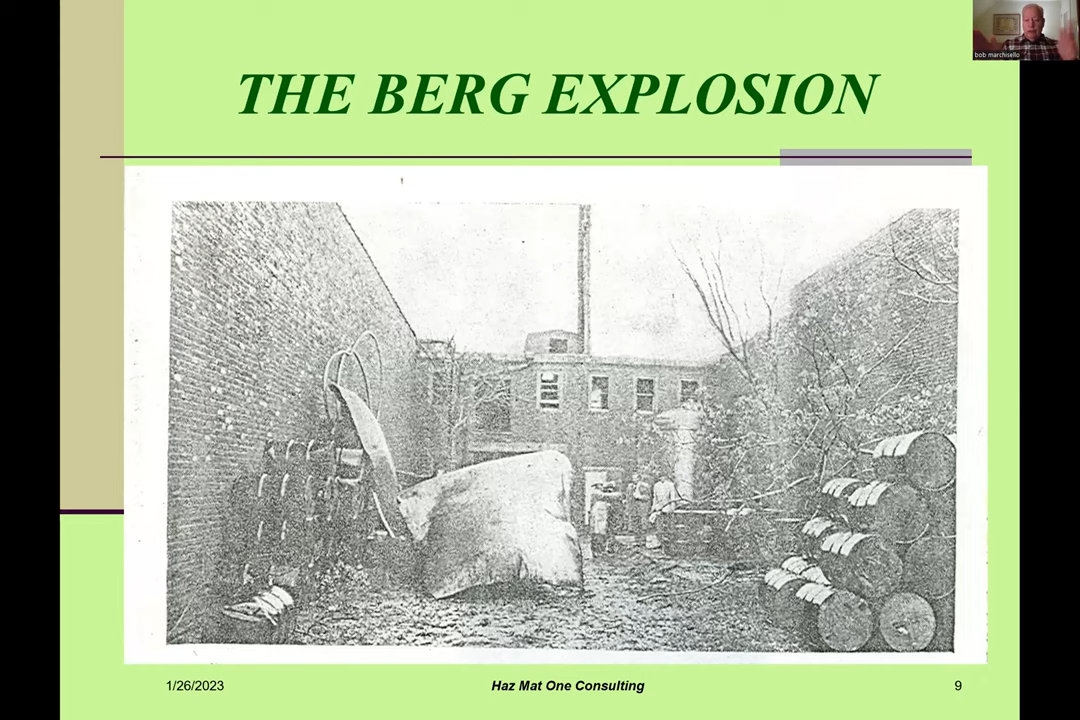 bob marchisello
THE BERG EXPLOSION
1/26/2023
Haz Mat One Consulting
9